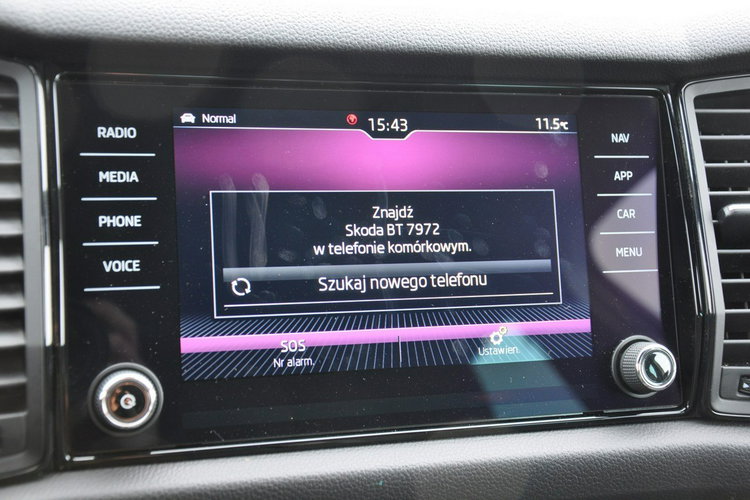 RADIO
MEDIA
PHONE
VOICE
Normal
15:43
11.5°C
Znajdź
Skoda BT 7972
w telefonie komórkowym.
Szukaj nowego telefonu
SOS
Nr alarm.
Ustawien.
NAV
APP
CAR
MENU